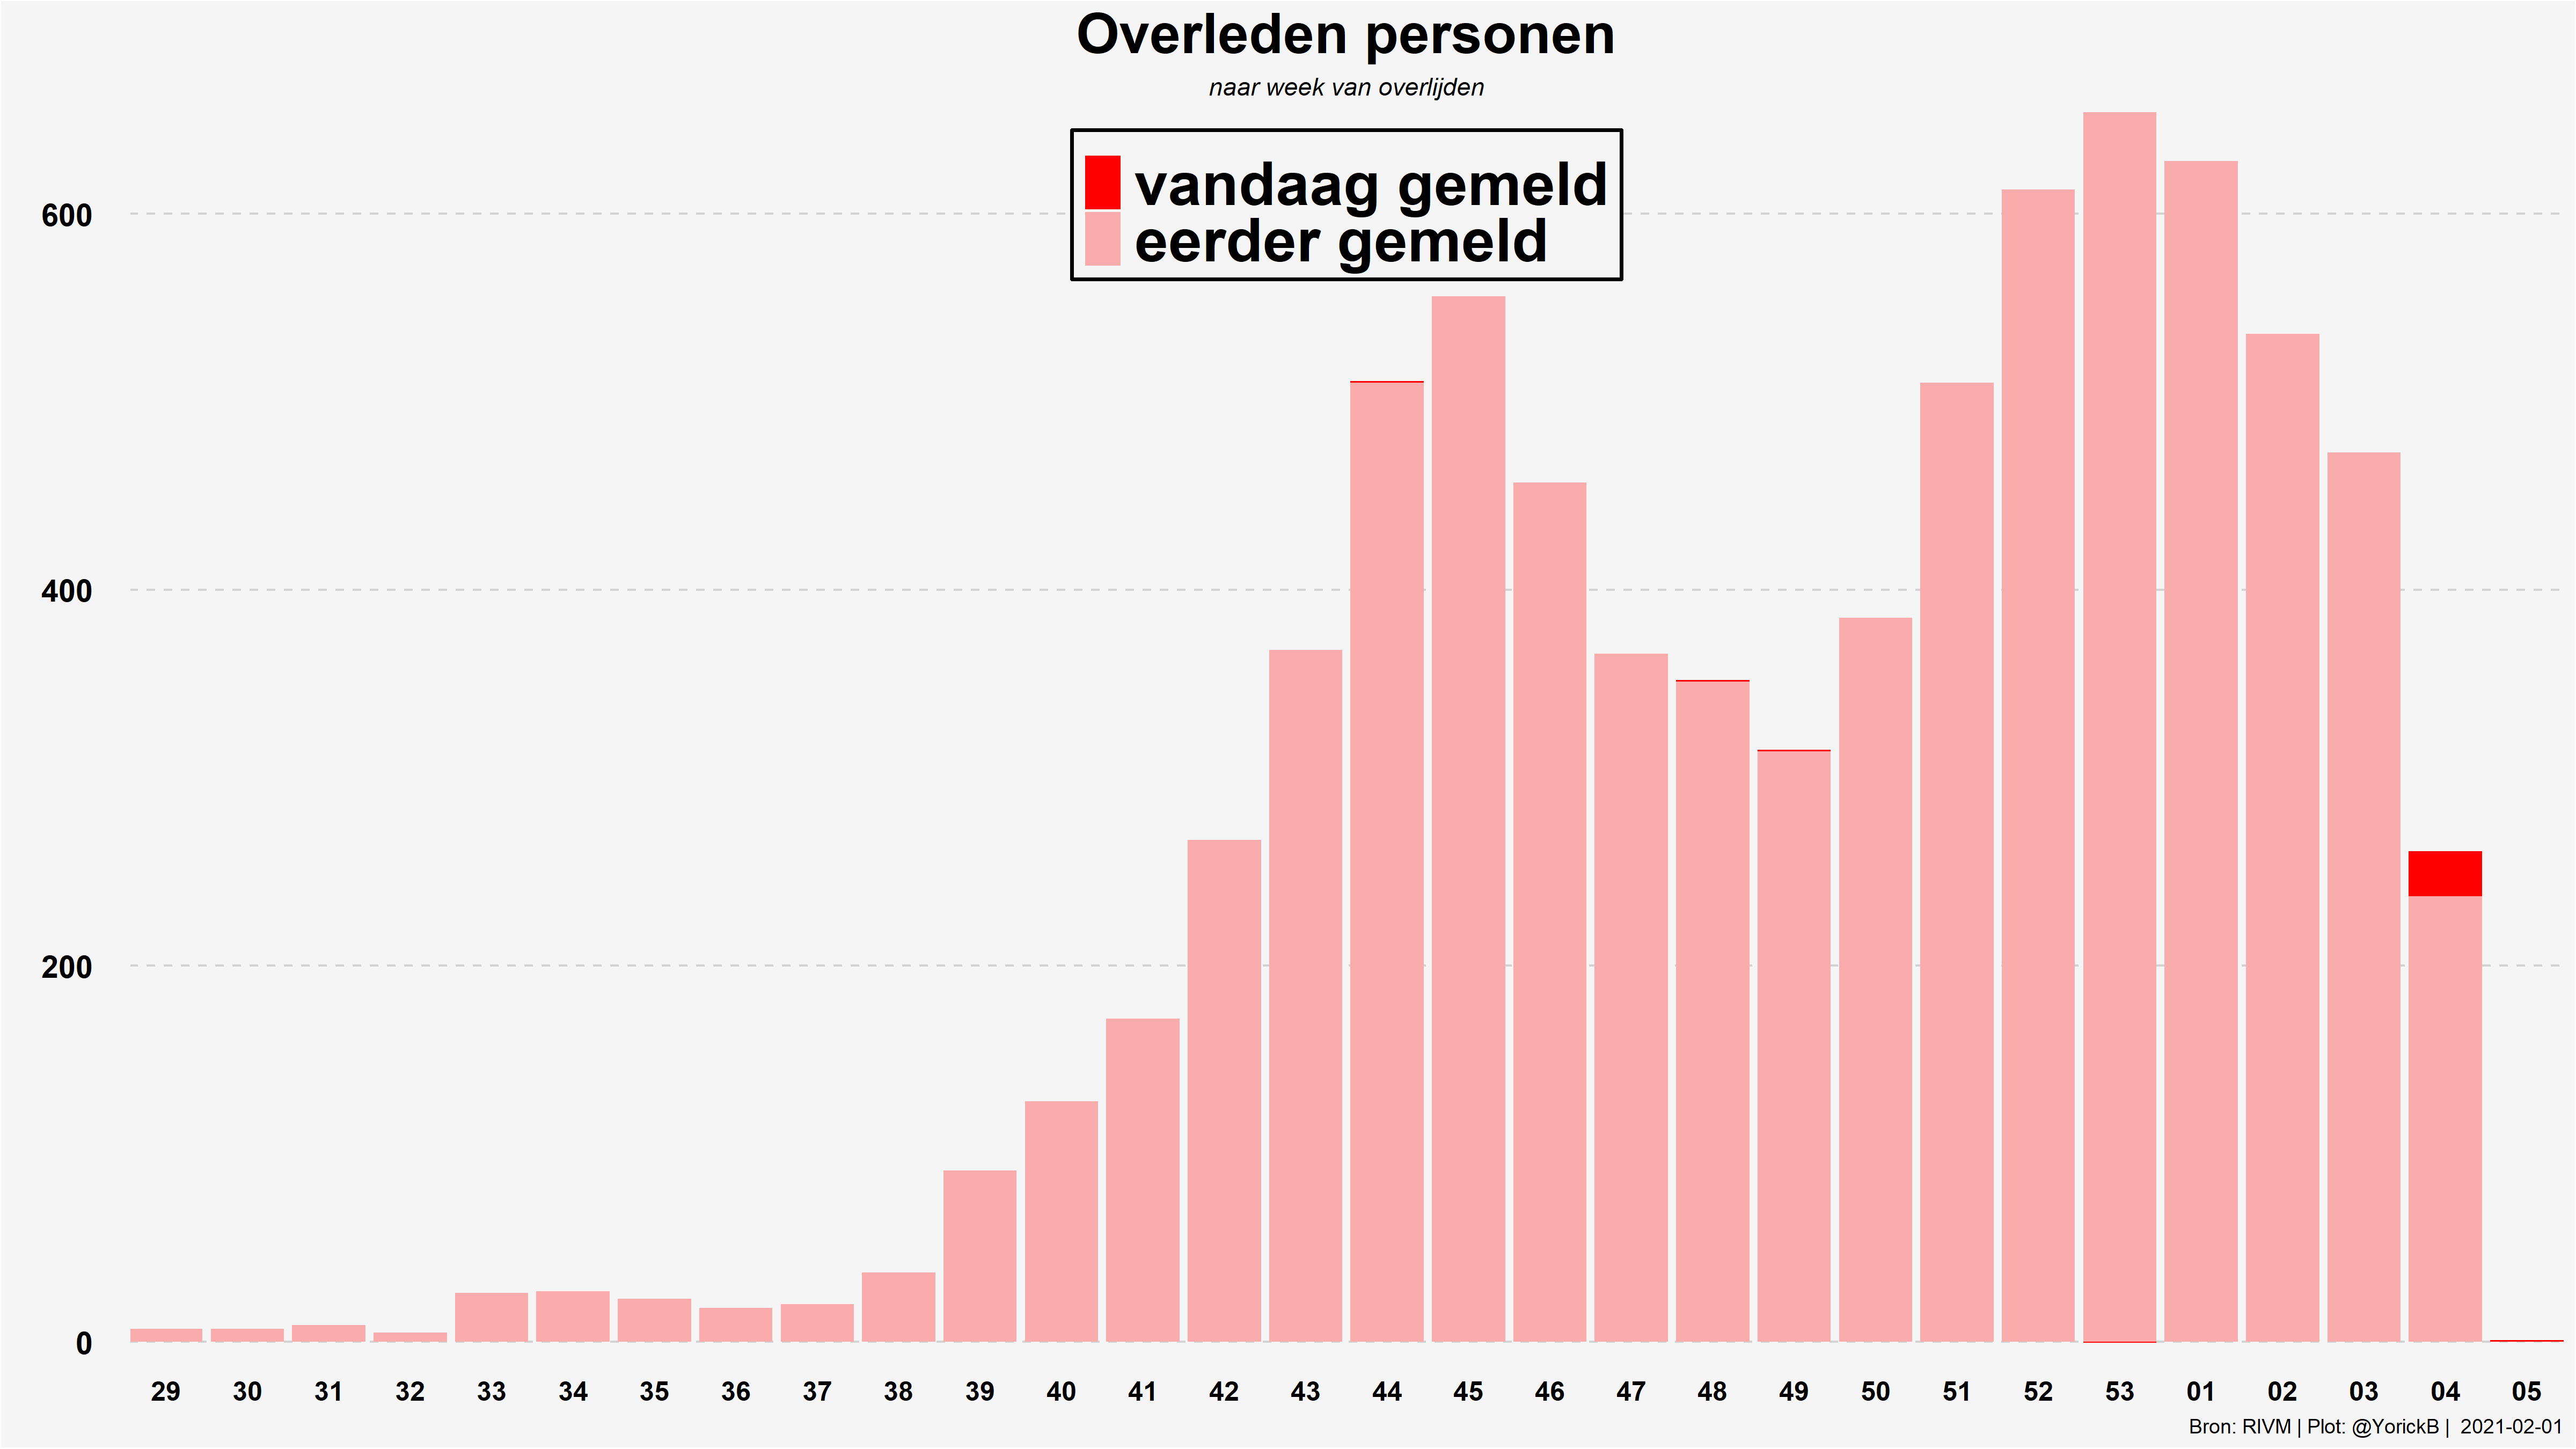 Overleden personen
naar week van overlijden
vandaag gemeld
eerder gemeld
600
400
200
0
29 30 31 32 33 34 35 36 37 38 39 40 41 42 43 44 45 46 47 48 49 50 51 52 53 01 02 03 04 05
Bron: RIVM | Plot: @YorickB | 2021-02-01